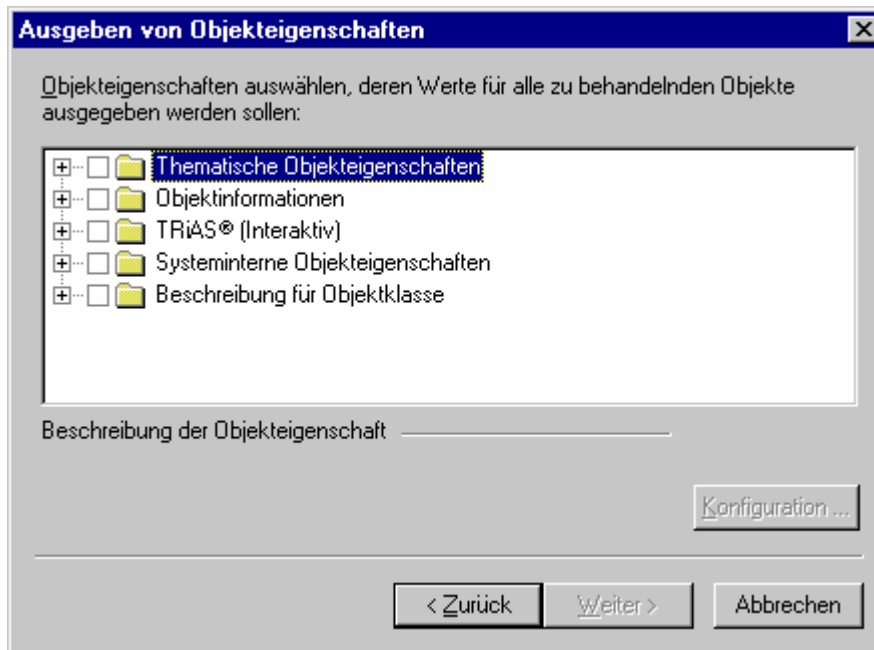 Ausgeben von Objekteigenschaften
Objekteigenschaften auswählen, deren Werte für alle zu behandelnden Objekte
ausgegeben werden sollen:
Thematische Objekteigenschaften
Objektinformationen
TRiAS® (Interaktiv)
Systeminterne Objekteigenschaften
Beschreibung für Objektklasse
Beschreibung der Objekteigenschaft
Konfiguration ...
< Zurück Weiter > Abbrechen